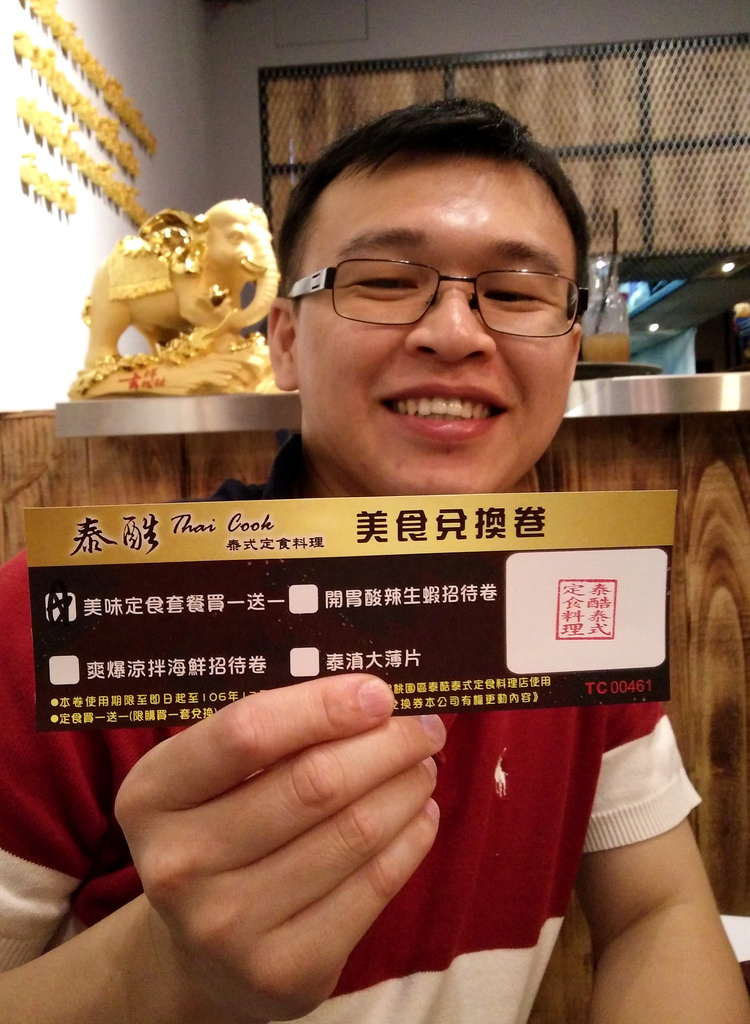 泰酷 Thai Cook
泰式定食料理
美食兌換卷
美味定食套餐買一送一
開胃酸辣生蝦招待卷
爽爆涼拌海鮮招待卷
泰滇大薄片
泰酷泰式
定食料理
●本卷使用期限至即日起至106年
桃園區泰酷泰式定食料理店使用
●定食買一送一(限購買一套兌換)
兌換券本公司有權更動內容》
TC 00461